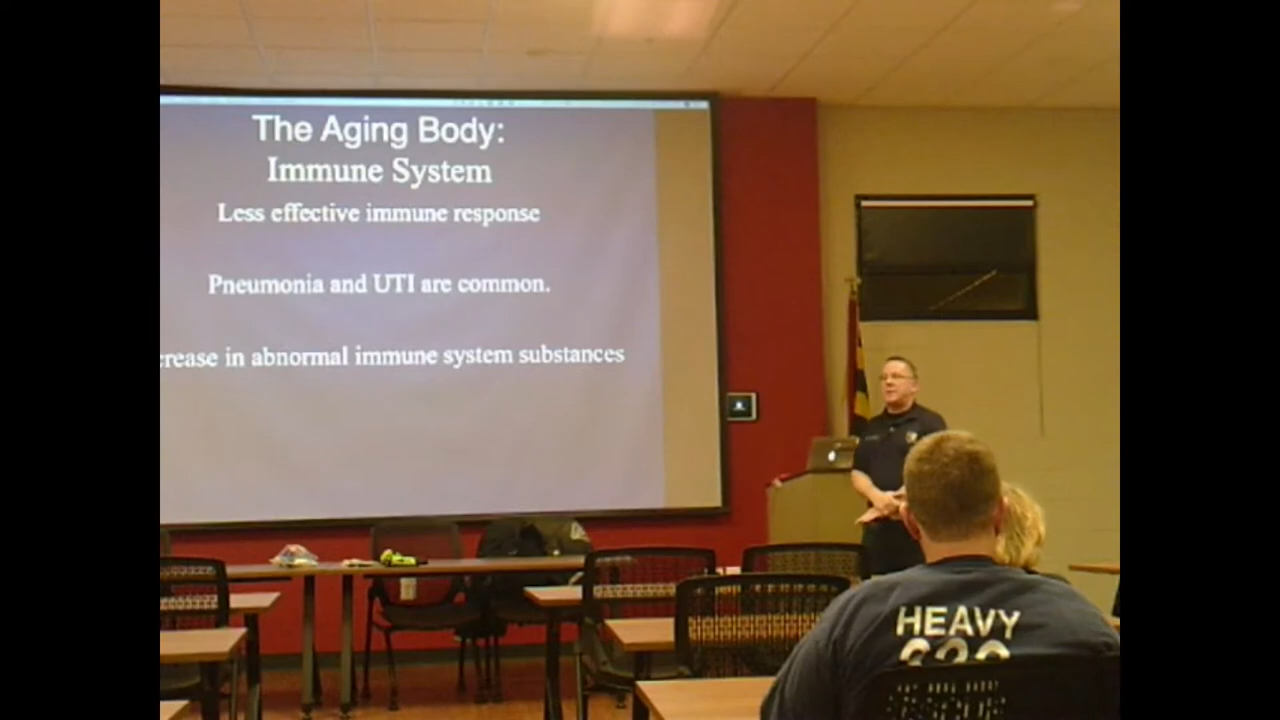 The Aging Body:
Immune System
Less effective immune response
Pneumonia and UTI are common.
crease in abnormal immune system substances
HEAVY